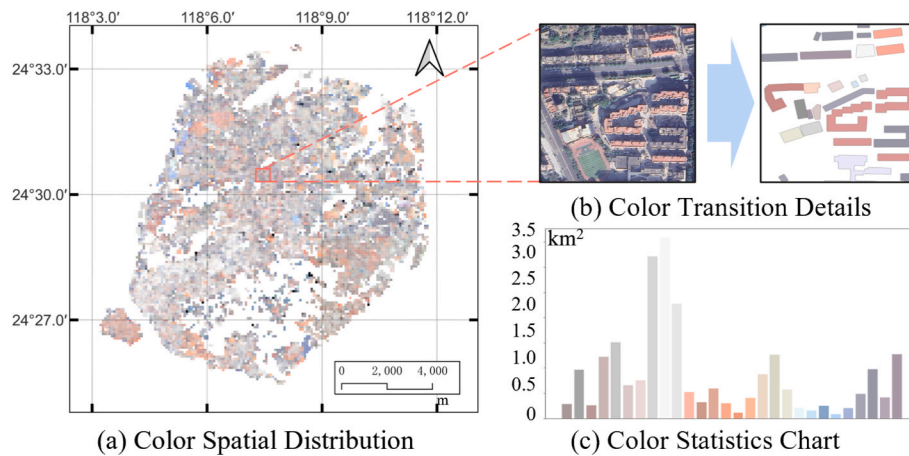 118°3.0' 118°6.0' 118°9.0' 118°12.0'
24°33.0'
24°30.0'
24°27.0'
0 2,000 4,000
m
(a) Color Spatial Distribution
(b) Color Transition Details
km²
3.5
3.0
2.5
2.0
1.5
1.0
0.5
0
(c) Color Statistics Chart